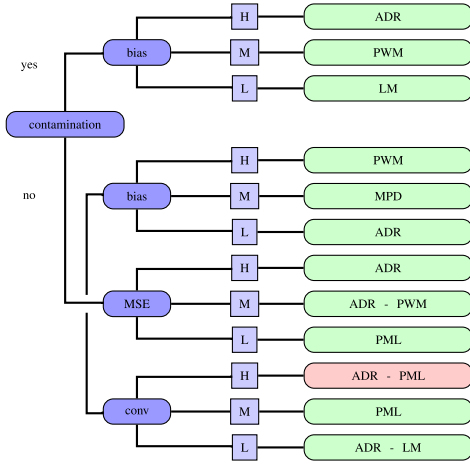 H ADR
yes bias M PWM
L LM
contamination
H PWM
no bias M MPD
L ADR
H ADR
MSE M ADR - PWM
L PML
H ADR - PML
conv M PML
L ADR - LM